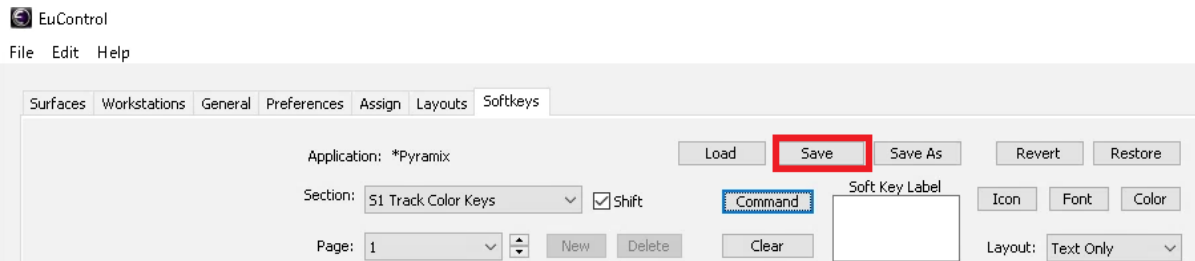 EuControl
File Edit Help
Surfaces Workstations General Preferences Assign Layouts Softkeys
Application: *Pyramix Load Save Save As Revert Restore
Section: S1 Track Color Keys Shift Command Soft Key Label Icon Font Color
Page: 1 New Delete Clear Layout: Text Only